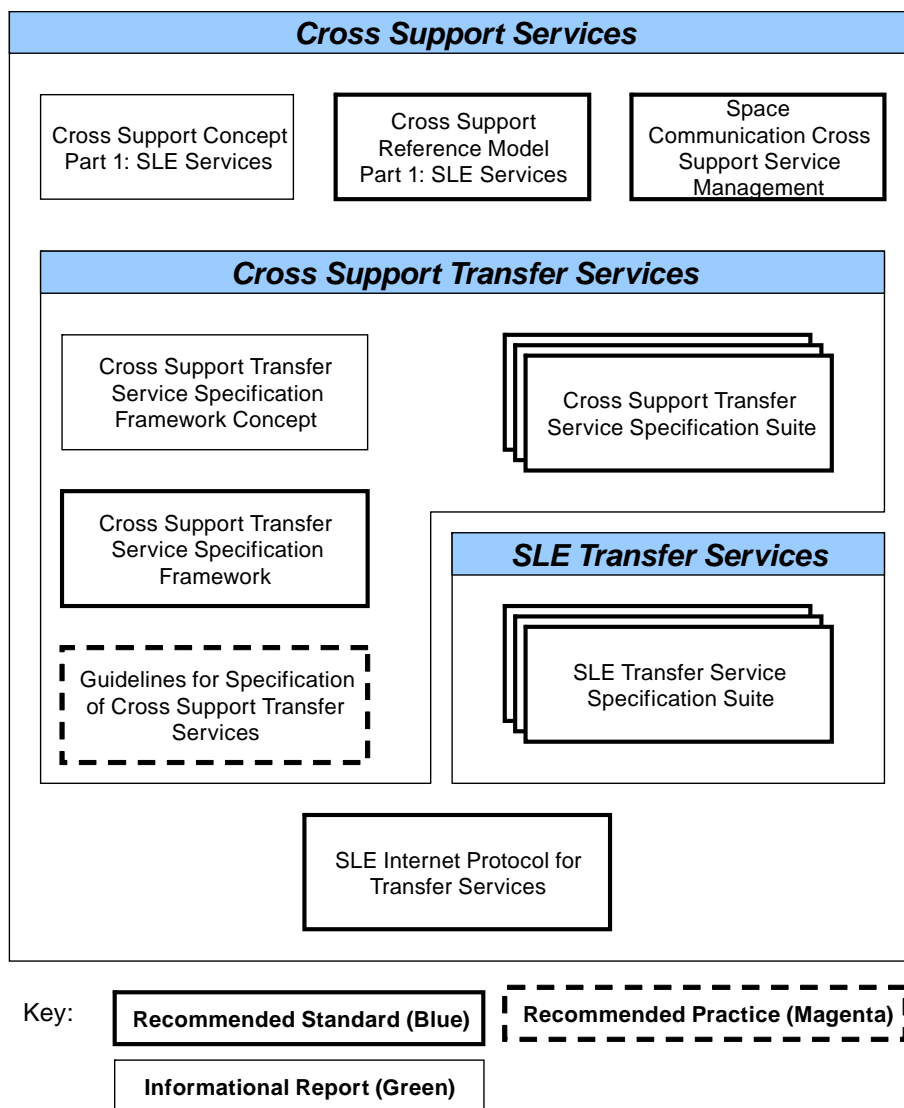 Cross Support Services
Cross Support Concept
Part 1: SLE Services
Cross Support
Reference Model
Part 1: SLE Services
Space
Communication Cross
Support Service
Management
Cross Support Transfer Services
Cross Support Transfer
Service Specification
Framework Concept
Cross Support Transfer
Service Specification Suite
Cross Support Transfer
Service Specification
Framework
SLE Transfer Services
SLE Transfer Service
Specification Suite
Guidelines for Specification
of Cross Support Transfer
Services
SLE Internet Protocol for
Transfer Services
Key:
Recommended Standard (Blue)
Recommended Practice (Magenta)
Informational Report (Green)